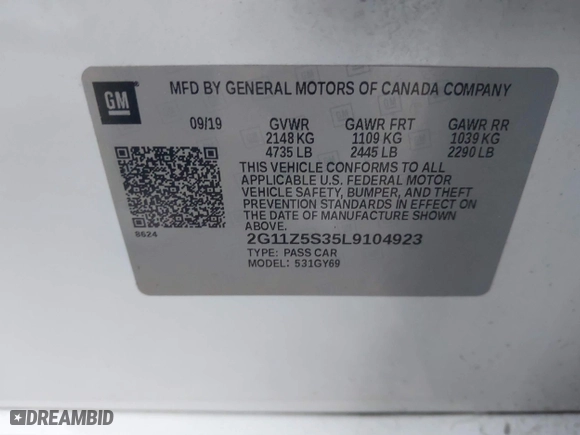 GM
MFD BY GENERAL MOTORS OF CANADA COMPANY
09/19 GVWR GAWR FRT GAWR RR
2148 KG 1109 KG 1039 KG
4735 LB 2445 LB 2290 LB
THIS VEHICLE CONFORMS TO ALL
APPLICABLE U.S. FEDERAL MOTOR
VEHICLE SAFETY, BUMPER, AND THEFT
PREVENTION STANDARDS IN EFFECT ON
THE DATE OF MANUFACTURE SHOWN
ABOVE.
8624
2G11Z5S35L9104923
TYPE: PASS CAR
MODEL: 531GY69
DREAMBID